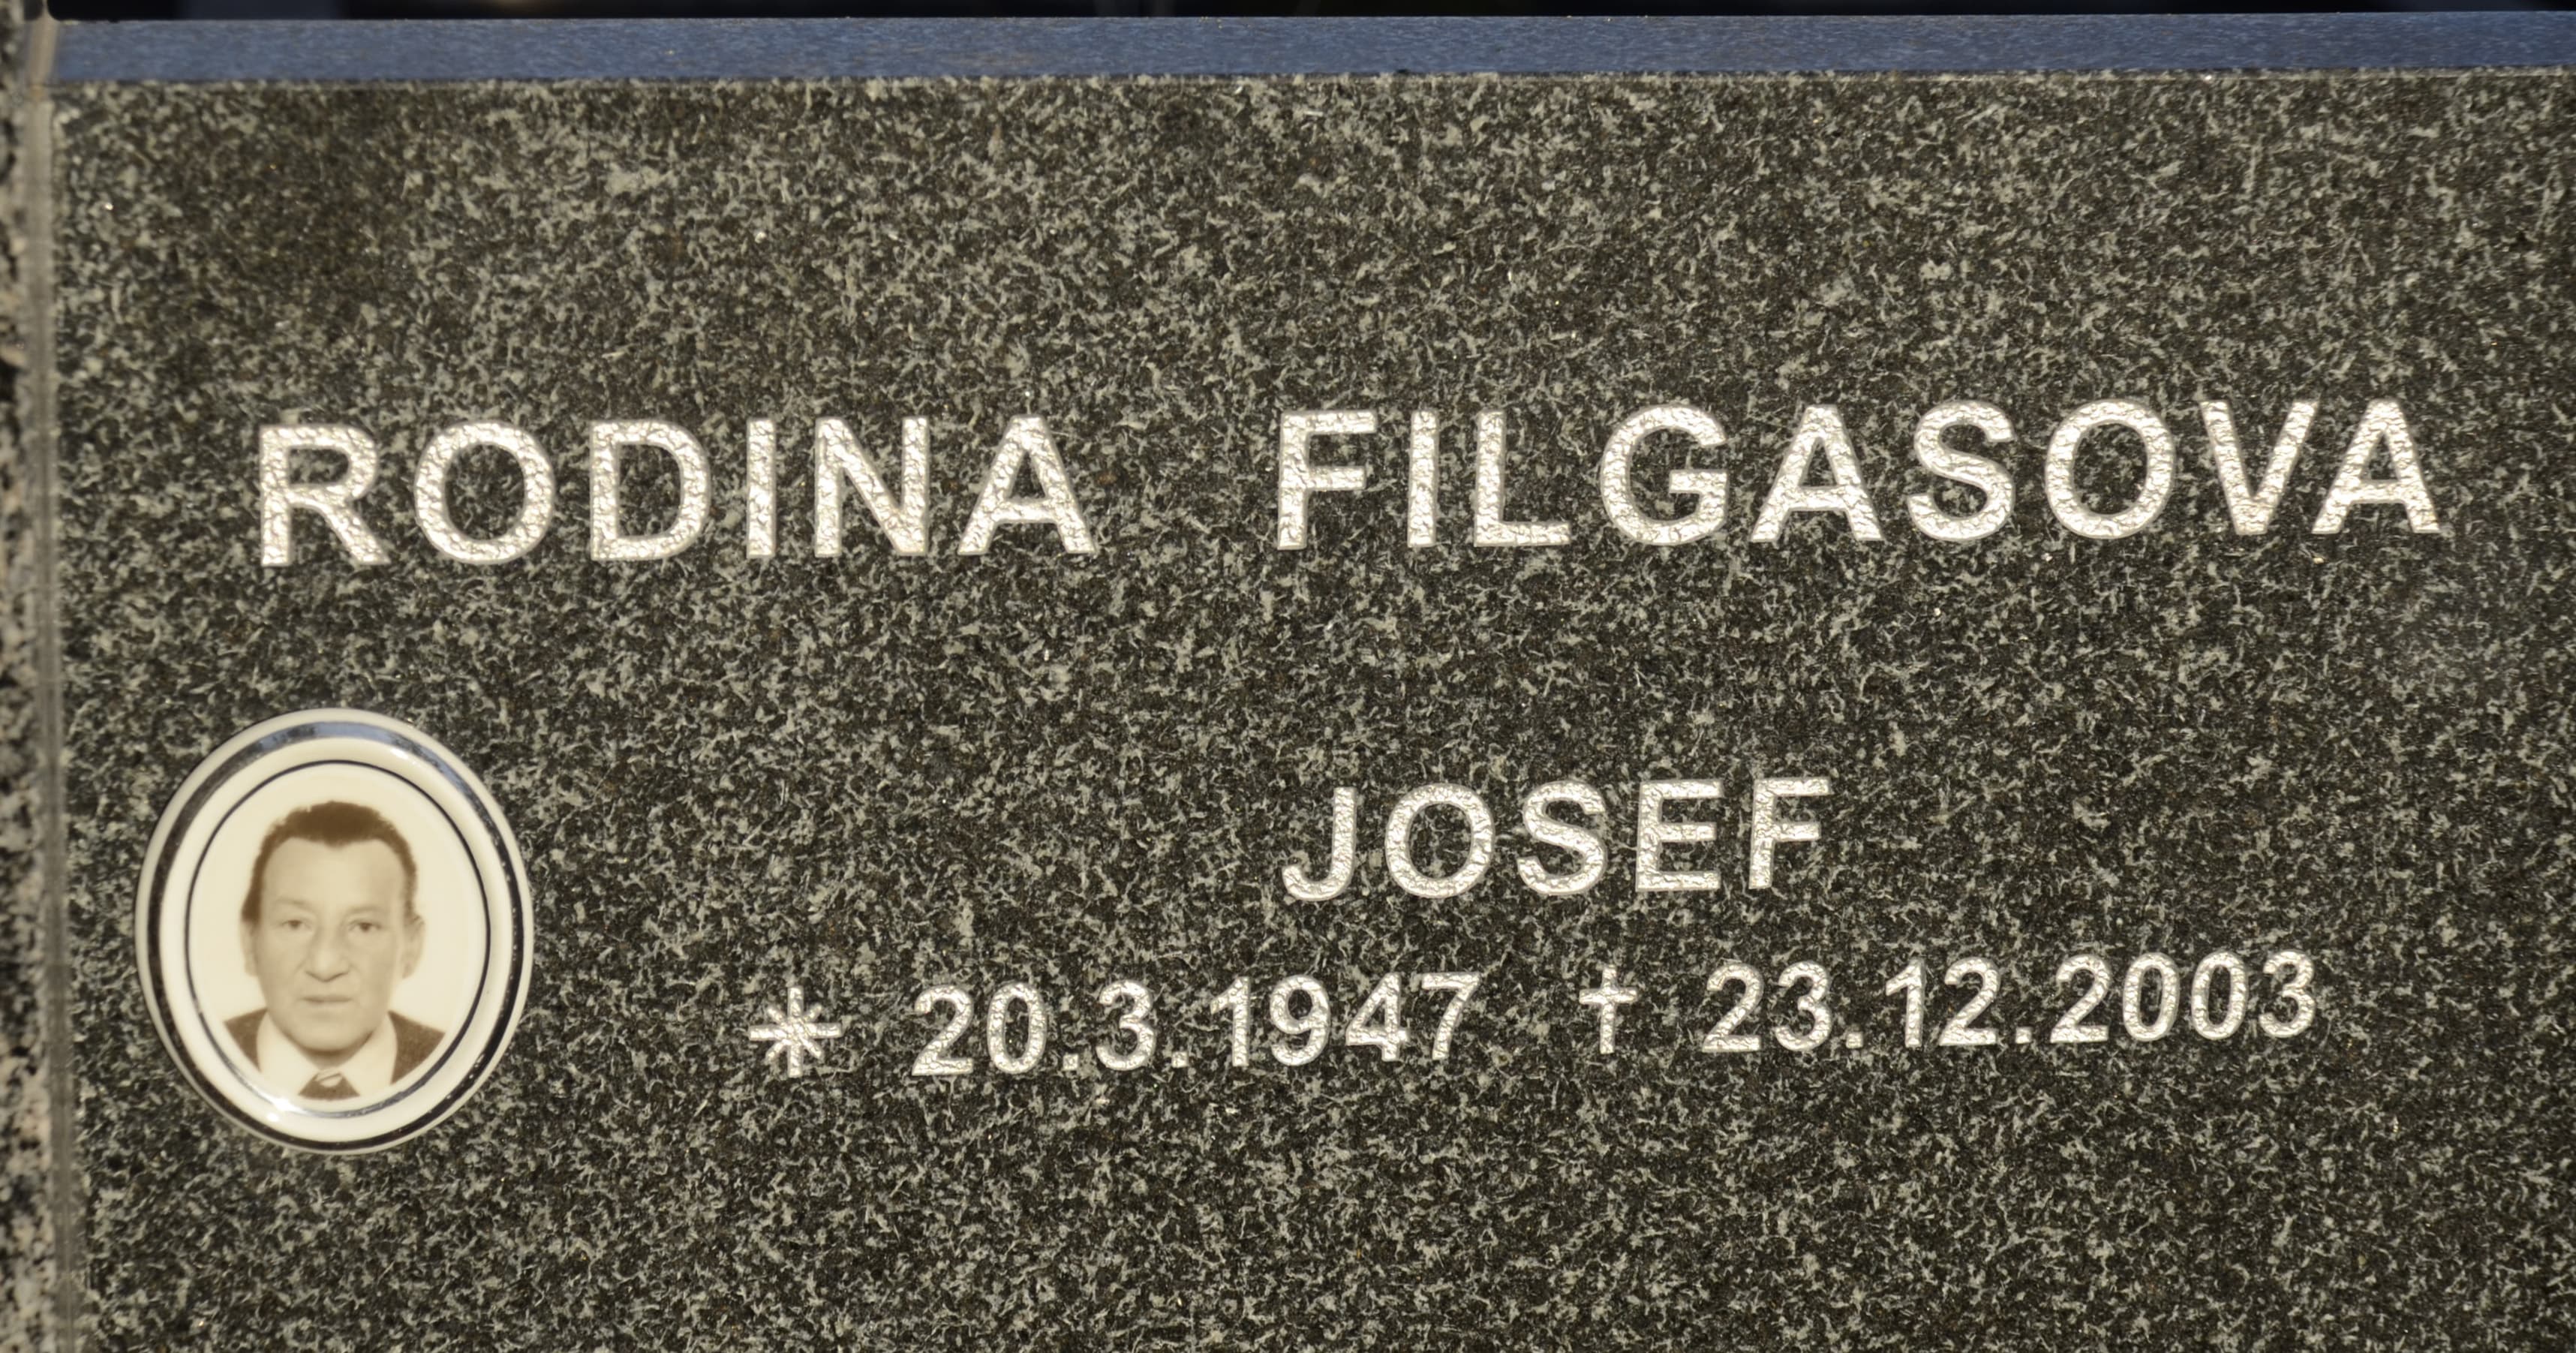 RODINA FILGASOVA
JOSEF
* 20.3.1947 † 23.12.2003